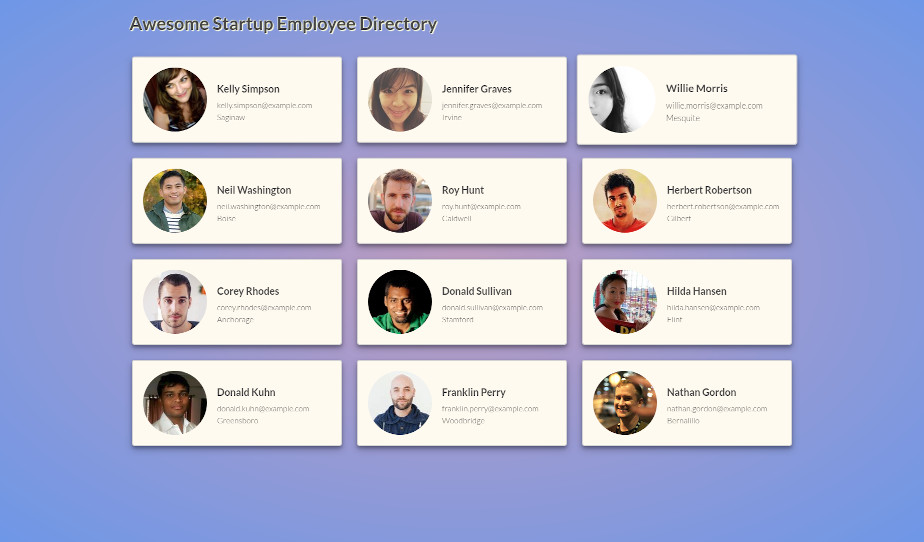 Awesome Startup Employee Directory
Kelly Simpson
kelly.simpson@example.com
Saginaw
Jennifer Graves
jennifer.graves@example.com
Irvine
Willie Morris
willie.morris@example.com
Mesquite
Neil Washington
neil.washington@example.com
Boise
Roy Hunt
roy.hunt@example.com
Caldwell
Herbert Robertson
herbert.robertson@example.com
Gilbert
Corey Rhodes
corey.rhodes@example.com
Anchorage
Donald Sullivan
donald.sullivan@example.com
Stamford
Hilda Hansen
hilda.hansen@example.com
Flint
Donald Kuhn
donald.kuhn@example.com
Greensboro
Franklin Perry
franklin.perry@example.com
Woodbridge
Nathan Gordon
nathan.gordon@example.com
Bernalillo